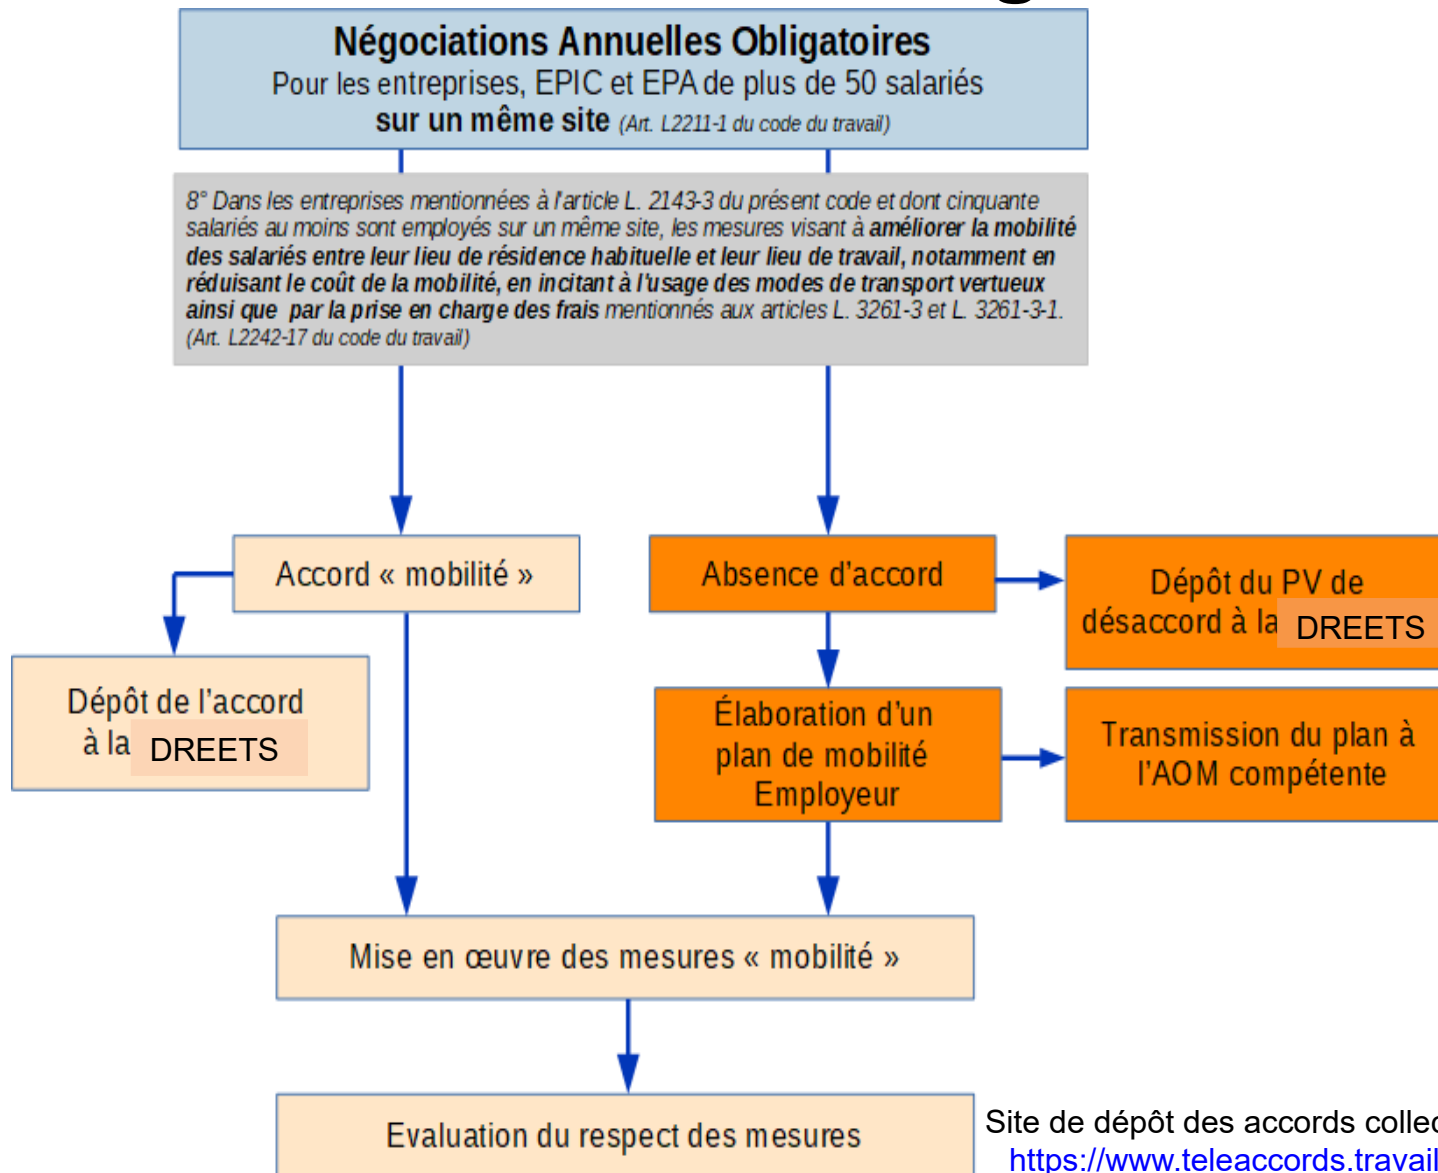 Négociations Annuelles Obligatoires
Pour les entreprises, EPIC et EPA de plus de 50 salariés
sur un même site (Art. L2211-1 du code du travail)
8° Dans les entreprises mentionnées à l'article L. 2143-3 du présent code et dont cinquante
salariés au moins sont employés sur un même site, les mesures visant à améliorer la mobilité
des salariés entre leur lieu de résidence habituelle et leur lieu de travail, notamment en
réduisant le coût de la mobilité, en incitant à l'usage des modes de transport vertueux
ainsi que par la prise en charge des frais mentionnés aux articles L. 3261-3 et L. 3261-3-1.
(Art. L2242-17 du code du travail)
Accord « mobilité »
Absence d'accord
Dépôt du PV de
désaccord à la DREETS
Dépôt de l'accord
à la DREETS
Élaboration d'un
plan de mobilité
Employeur
Transmission du plan à
l'AOM compétente
Mise en œuvre des mesures « mobilité »
Evaluation du respect des mesures
Site de dépôt des accords collec
https://www.teleaccords.travail